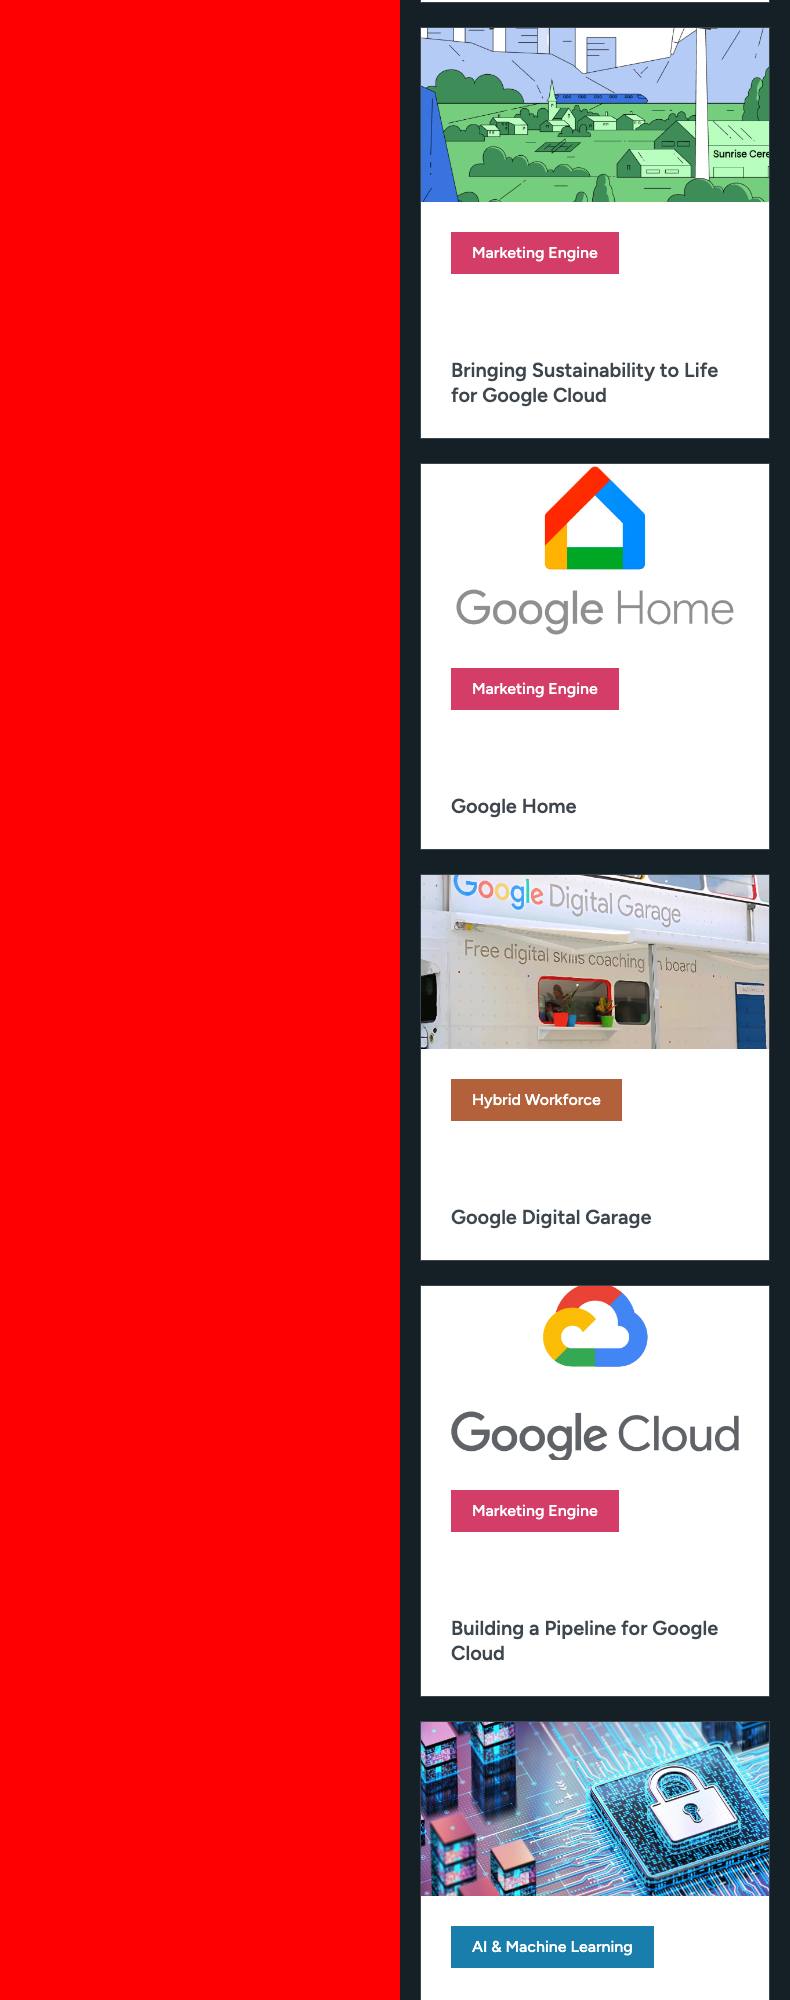 Sunrise Cere
Marketing Engine
Bringing Sustainability to Life
for Google Cloud
Google Home
Marketing Engine
Google Home
Google Digital Garage
Free digital skills coaching n board
Hybrid Workforce
Google Digital Garage
Google Cloud
Marketing Engine
Building a Pipeline for Google
Cloud
AI & Machine Learning